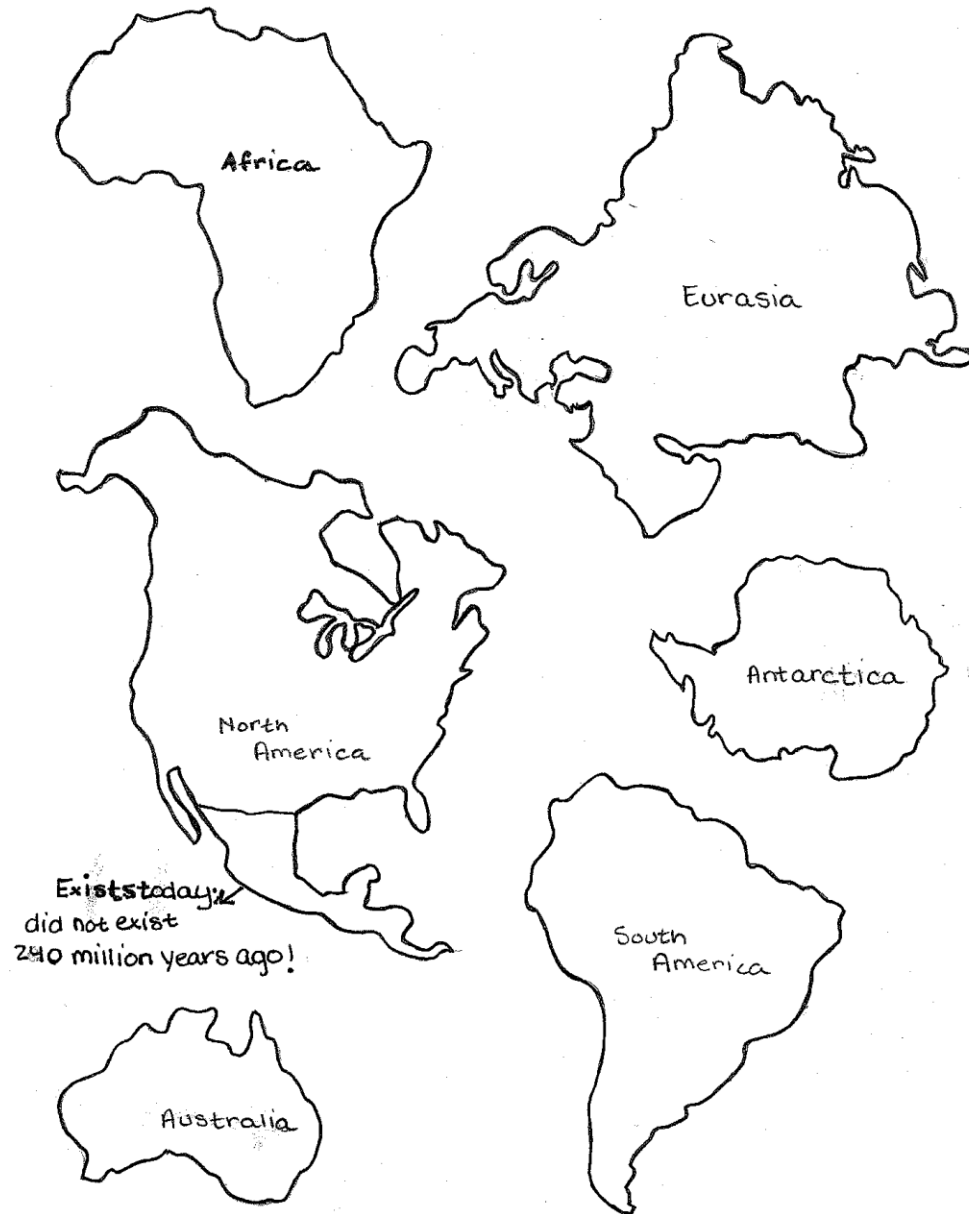 Africa
Eurasia
Antarctica
North
America
Existstoday;
did not exist
240 million years ago!
South
America
Australia